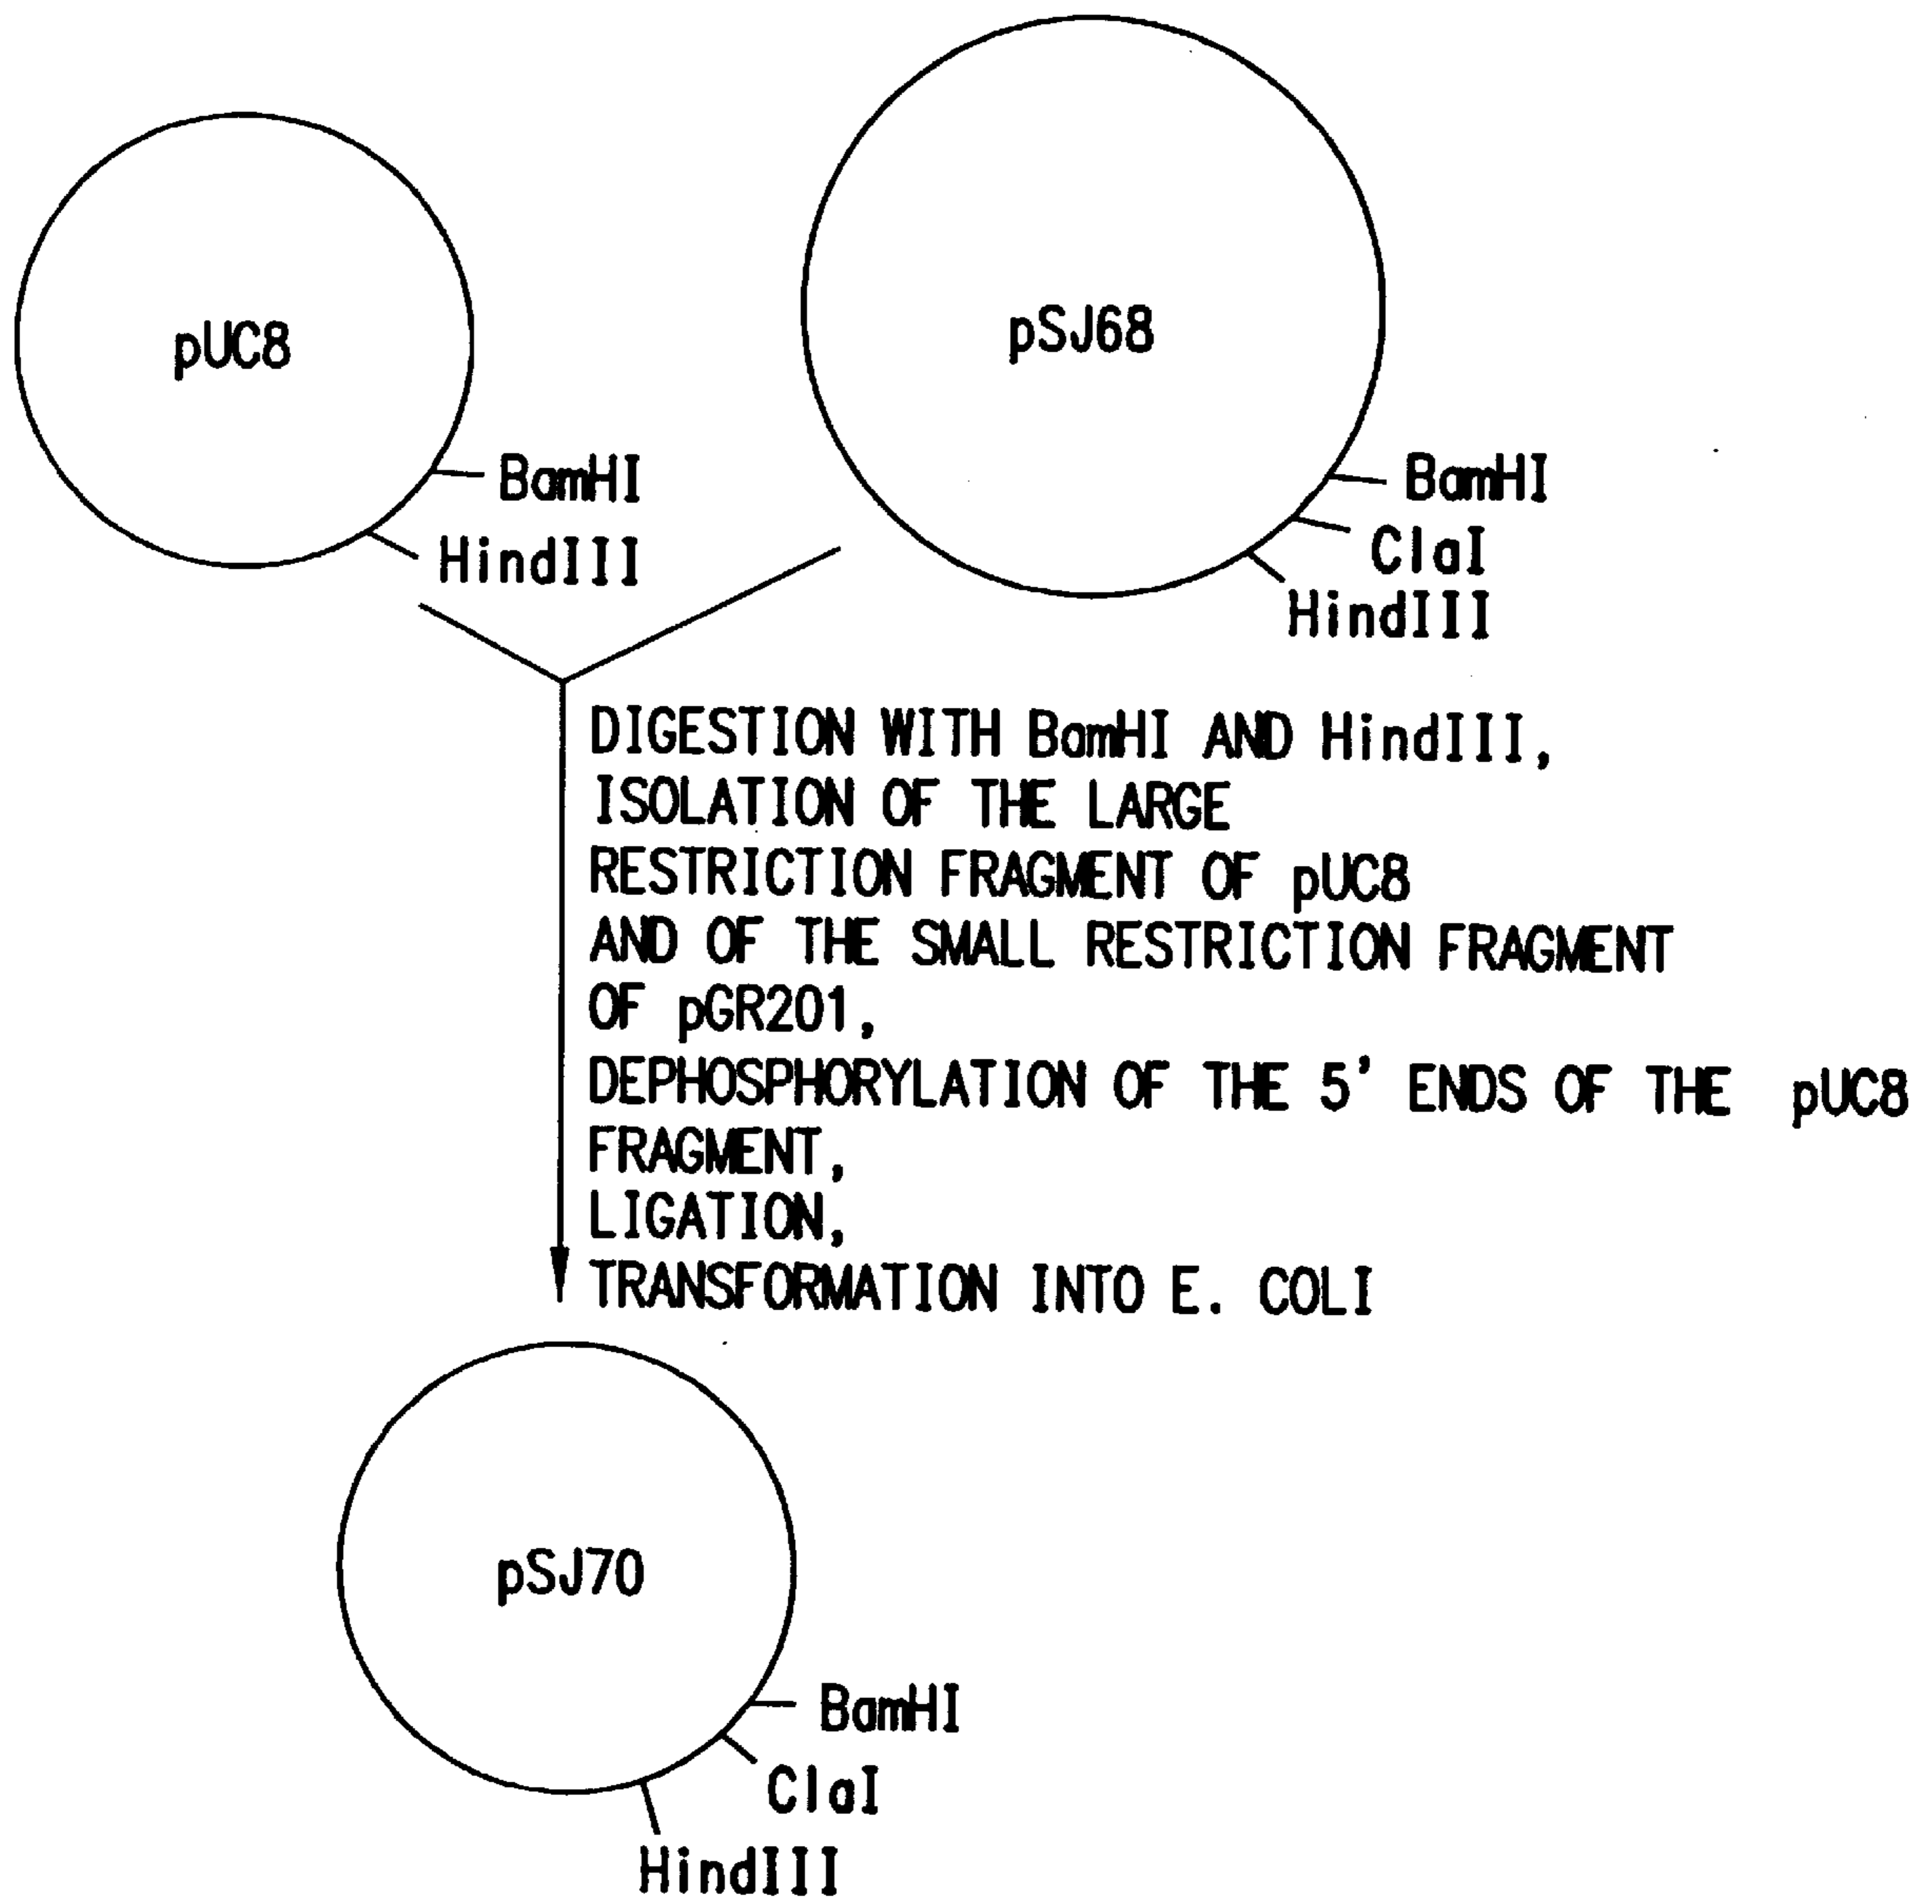 pUC8
pSJ68
BamHI
HindIII
BamHI
ClaI
HindIII
DIGESTION WITH BamHI AND HindIII,
ISOLATION OF THE LARGE
RESTRICTION FRAGMENT OF pUC8
AND OF THE SMALL RESTRICTION FRAGMENT
OF pGR201,
DEPHOSPHORYLATION OF THE 5' ENDS OF THE pUC8
FRAGMENT,
LIGATION,
TRANSFORMATION INTO E. COLI
pSJ70
BamHI
ClaI
HindIII